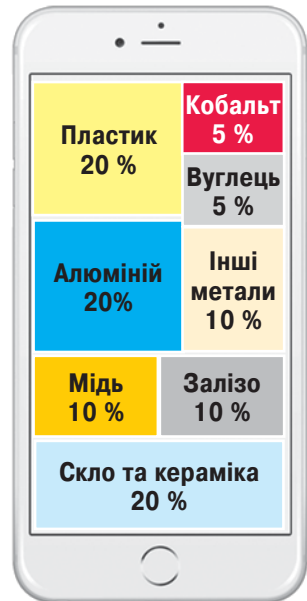 Пластик
20 %
Кобальт
5 %
Вуглець
5 %
Алюміній
20%
Інші
метали
10 %
Мідь
10 %
Залізо
10 %
Скло та кераміка
20 %